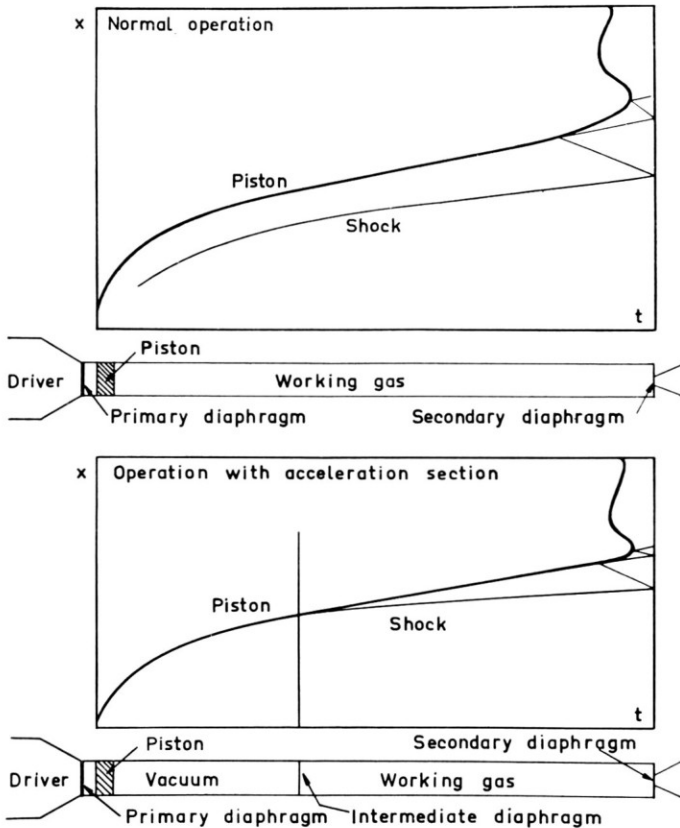 x Normal operation
Piston
Shock
t
Piston
Driver
Working gas
Primary diaphragm
Secondary diaphragm
x Operation with acceleration section
Piston
Shock
t
Piston
Secondary diaphragm
Driver
Vacuum
Working gas
Primary diaphragm
Intermediate diaphragm